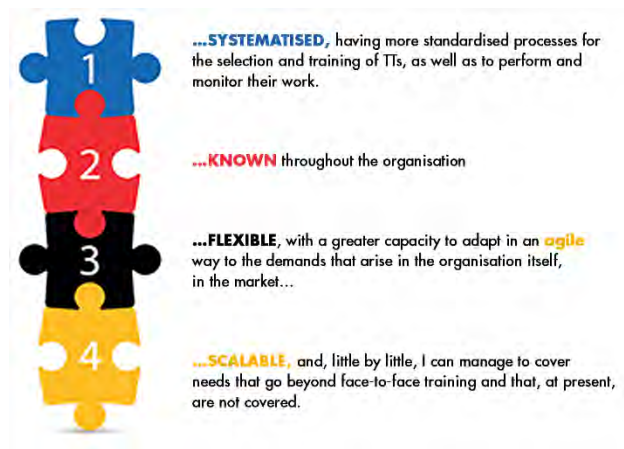 1
...SYSTEMATISED, having more standardised processes for
the selection and training of TTs, as well as to perform and
monitor their work.
2
...KNOWN throughout the organisation
3
...FLEXIBLE, with a greater capacity to adapt in an agile
way to the demands that arise in the organisation itself,
in the market...
4
...SCALABLE, and, little by little, I can manage to cover
needs that go beyond face-to-face training and that, at present,
are not covered.